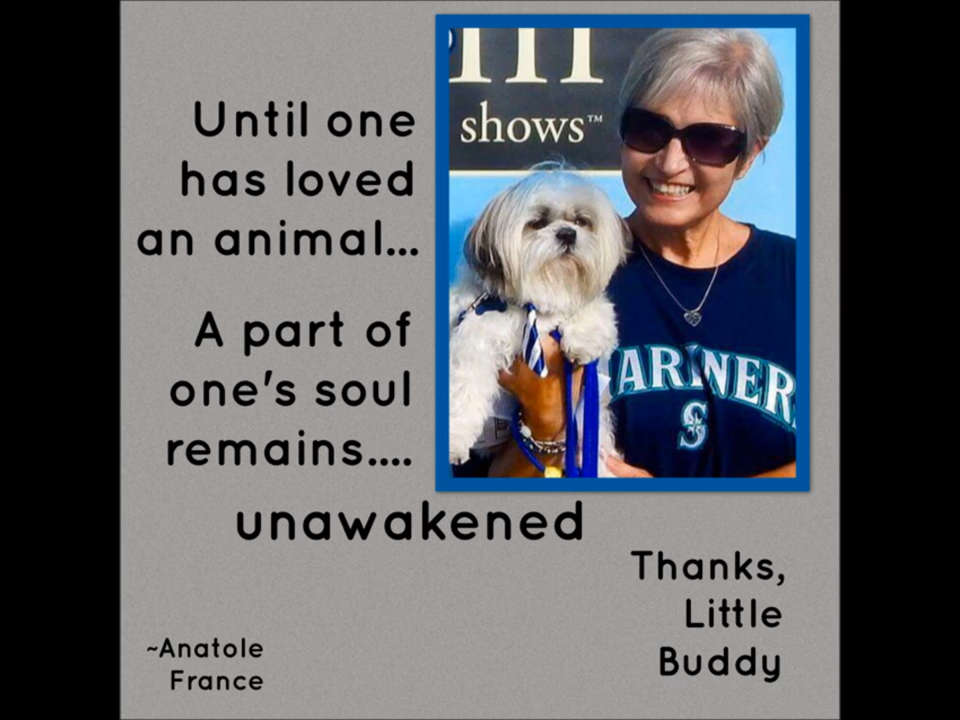 Until one
has loved
an animal...
A part of
one's soul
remains....
unawakened
~Anatole
France
Thanks,
Little
Buddy
shows™
MARINERS
S